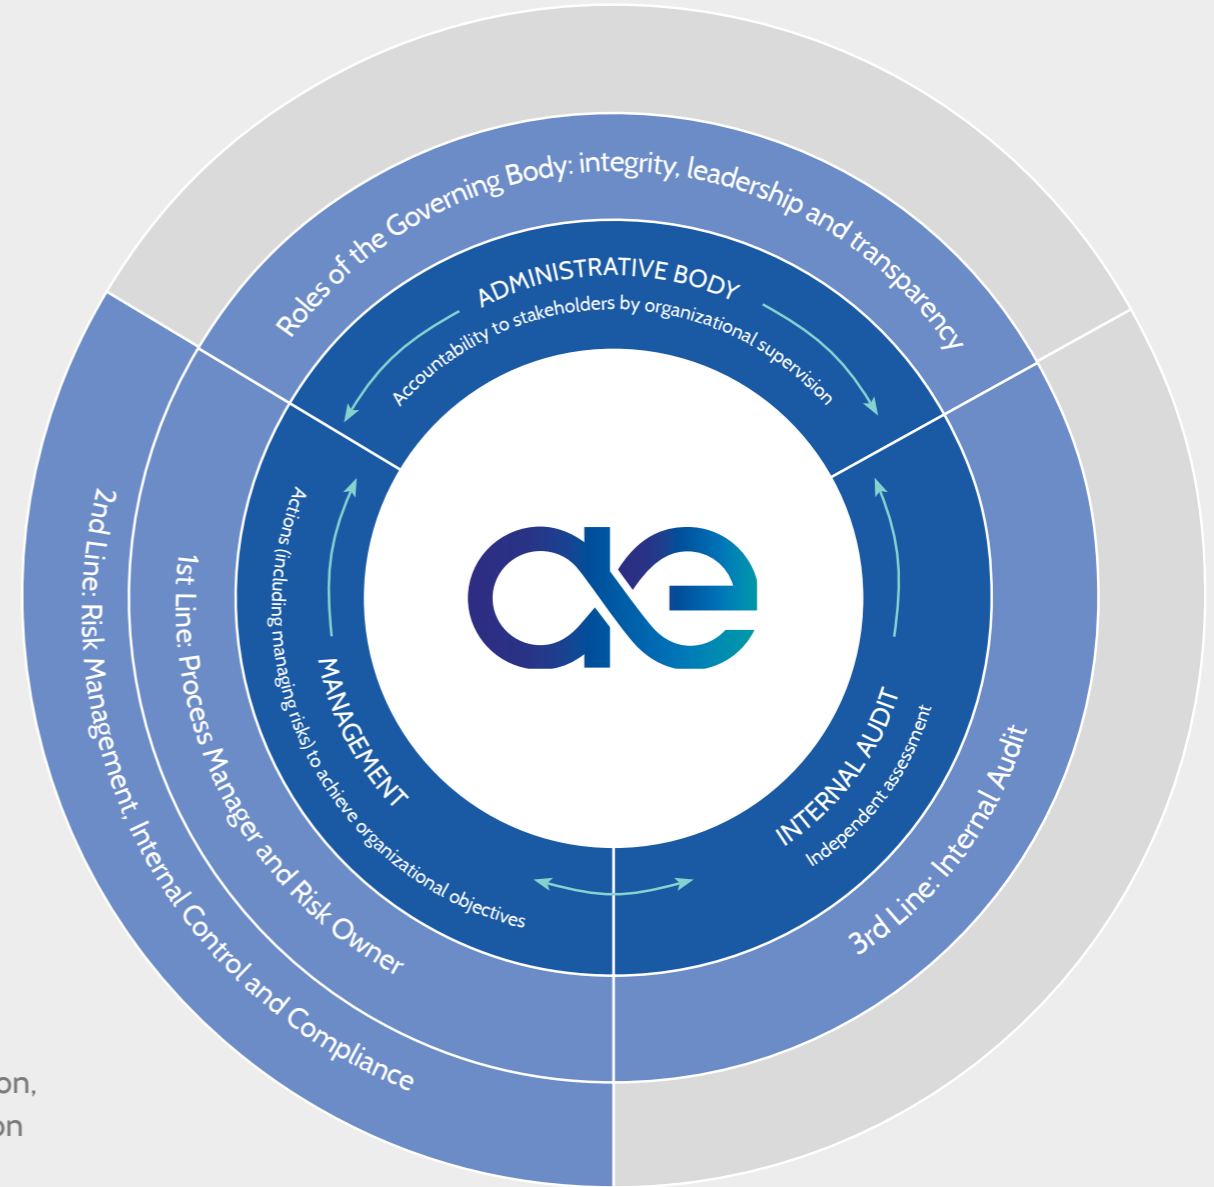 Roles of the Governing Body: integrity, leadership and transparency
ADMINISTRATIVE BODY
Accountability to stakeholders by organizational supervision
2nd Line: Risk Management, Internal Control and Compliance
1st Line: Process Manager and Risk Owner
Actions (including managing risks) to achieve organizational objectives
MANAGEMENT
ae
INTERNAL AUDIT
Independent assessment
3rd Line: Internal Audit
on,
on